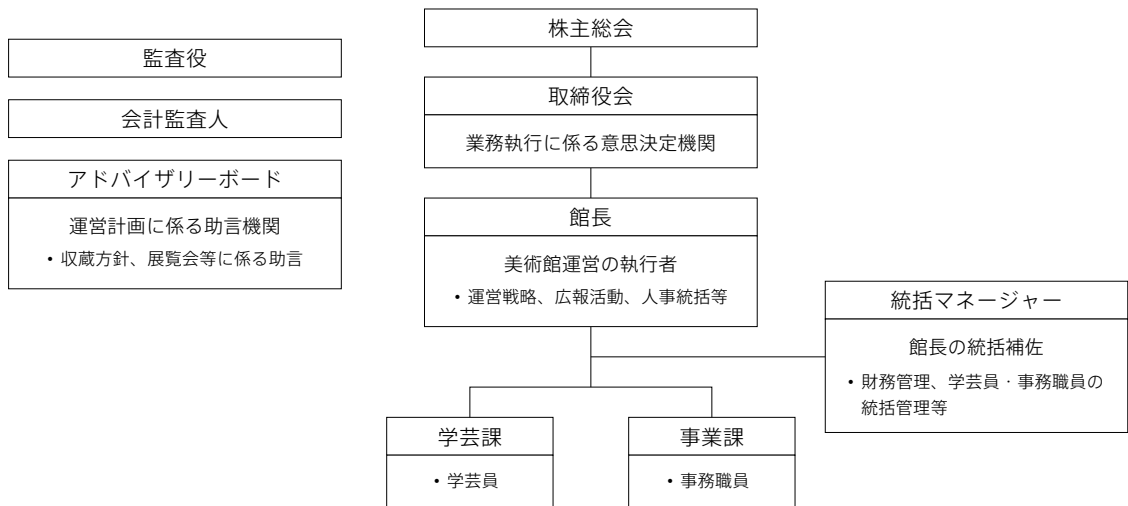 株主総会
監査役
取締役会
業務執行に係る意思決定機関
会計監査人
アドバイザリーボード
運営計画に係る助言機関
• 収蔵方針、展覧会等に係る助言
館長
美術館運営の執行者
• 運営戦略、広報活動、人事統括等
統括マネージャー
館長の統括補佐
• 財務管理、学芸員・事務職員の
統括管理等
学芸課
• 学芸員
事業課
• 事務職員